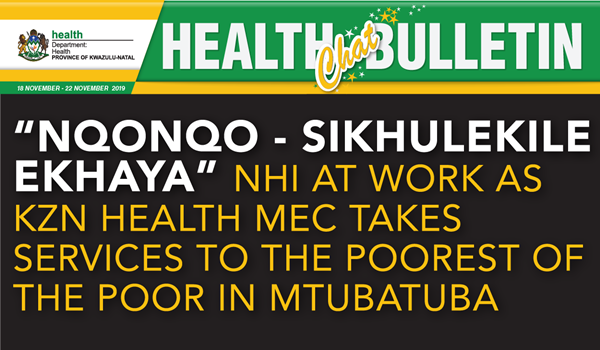 health
Department:
Health
PROVINCE OF KWAZULU-NATAL
HEALTH Chat BULLETIN
18 NOVEMBER - 22 NOVEMBER 2019
“NQONQO - SIKHULEKILE
EKHAYA” NHI AT WORK AS
KZN HEALTH MEC TAKES
SERVICES TO THE POOREST OF
THE POOR IN MTUBATUBA